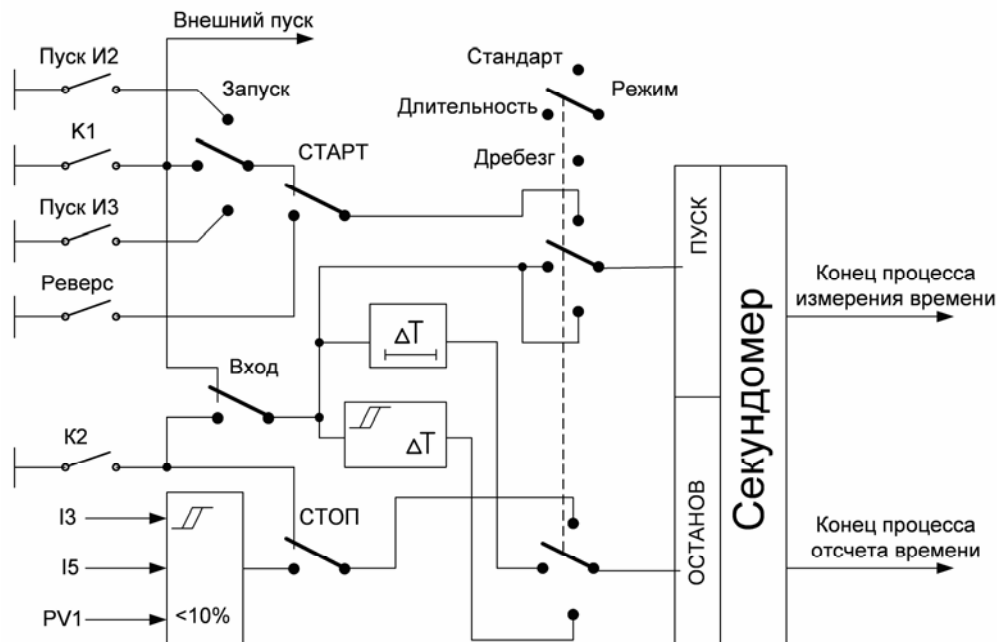 Внешний пуск
Пуск И2
Запуск
К1
СТАРТ
Пуск И3
Реверс
Стандарт
Режим
Длительность
Дребезг
ΔT
Вход
ΔT
К2
СТОП
I3
I5
PV1
<10%
ПУСК
ОСТАНОВ
Секундомер
Конец процесса
измерения времени
Конец процесса
отсчета времени